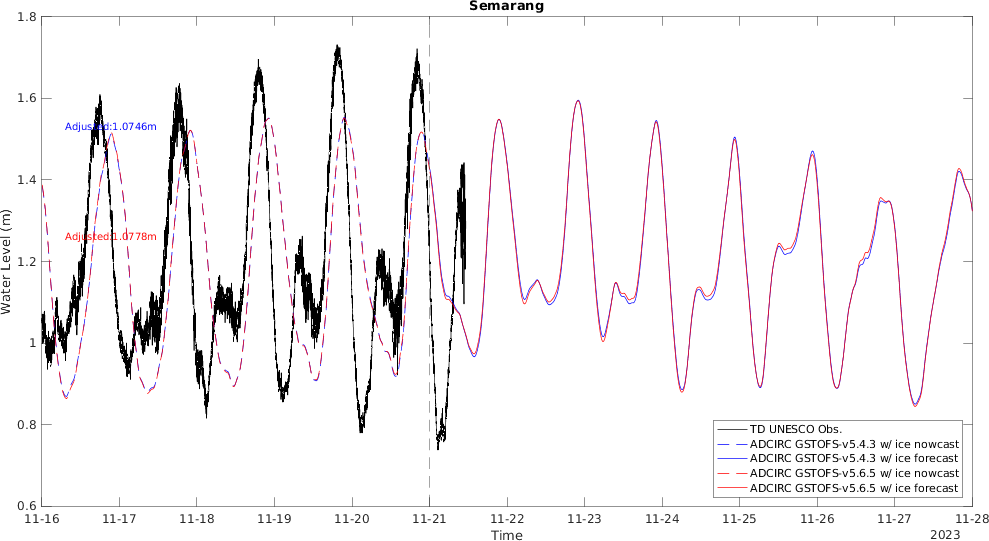 Semarang
1.8
1.6
1.4
1.2
1
0.8
0.6
Water Level (m)
Adjusted:1.0746m
Adjusted:1.0778m
TD UNESCO Obs.
ADCIRC GSTOFS-v5.4.3 w/ ice nowcast
ADCIRC GSTOFS-v5.4.3 w/ ice forecast
ADCIRC GSTOFS-v5.6.5 w/ ice nowcast
ADCIRC GSTOFS-v5.6.5 w/ ice forecast
11-16 11-17 11-18 11-19 11-20 11-21 11-22 11-23 11-24 11-25 11-26 11-27 11-28
Time
2023